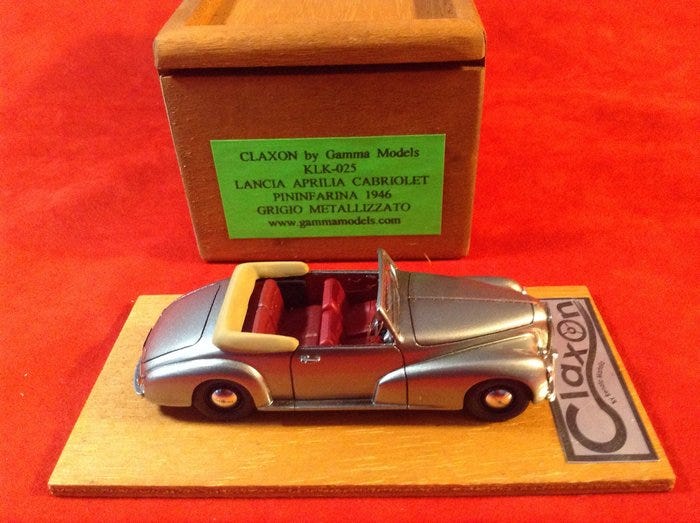 CLAXON by Gamma Models
KLK-025
LANCIA APRILIA CABRIOLET
PININFARINA 1946
GRIGIO METALLIZZATO
www.gammamodels.com
Claxon